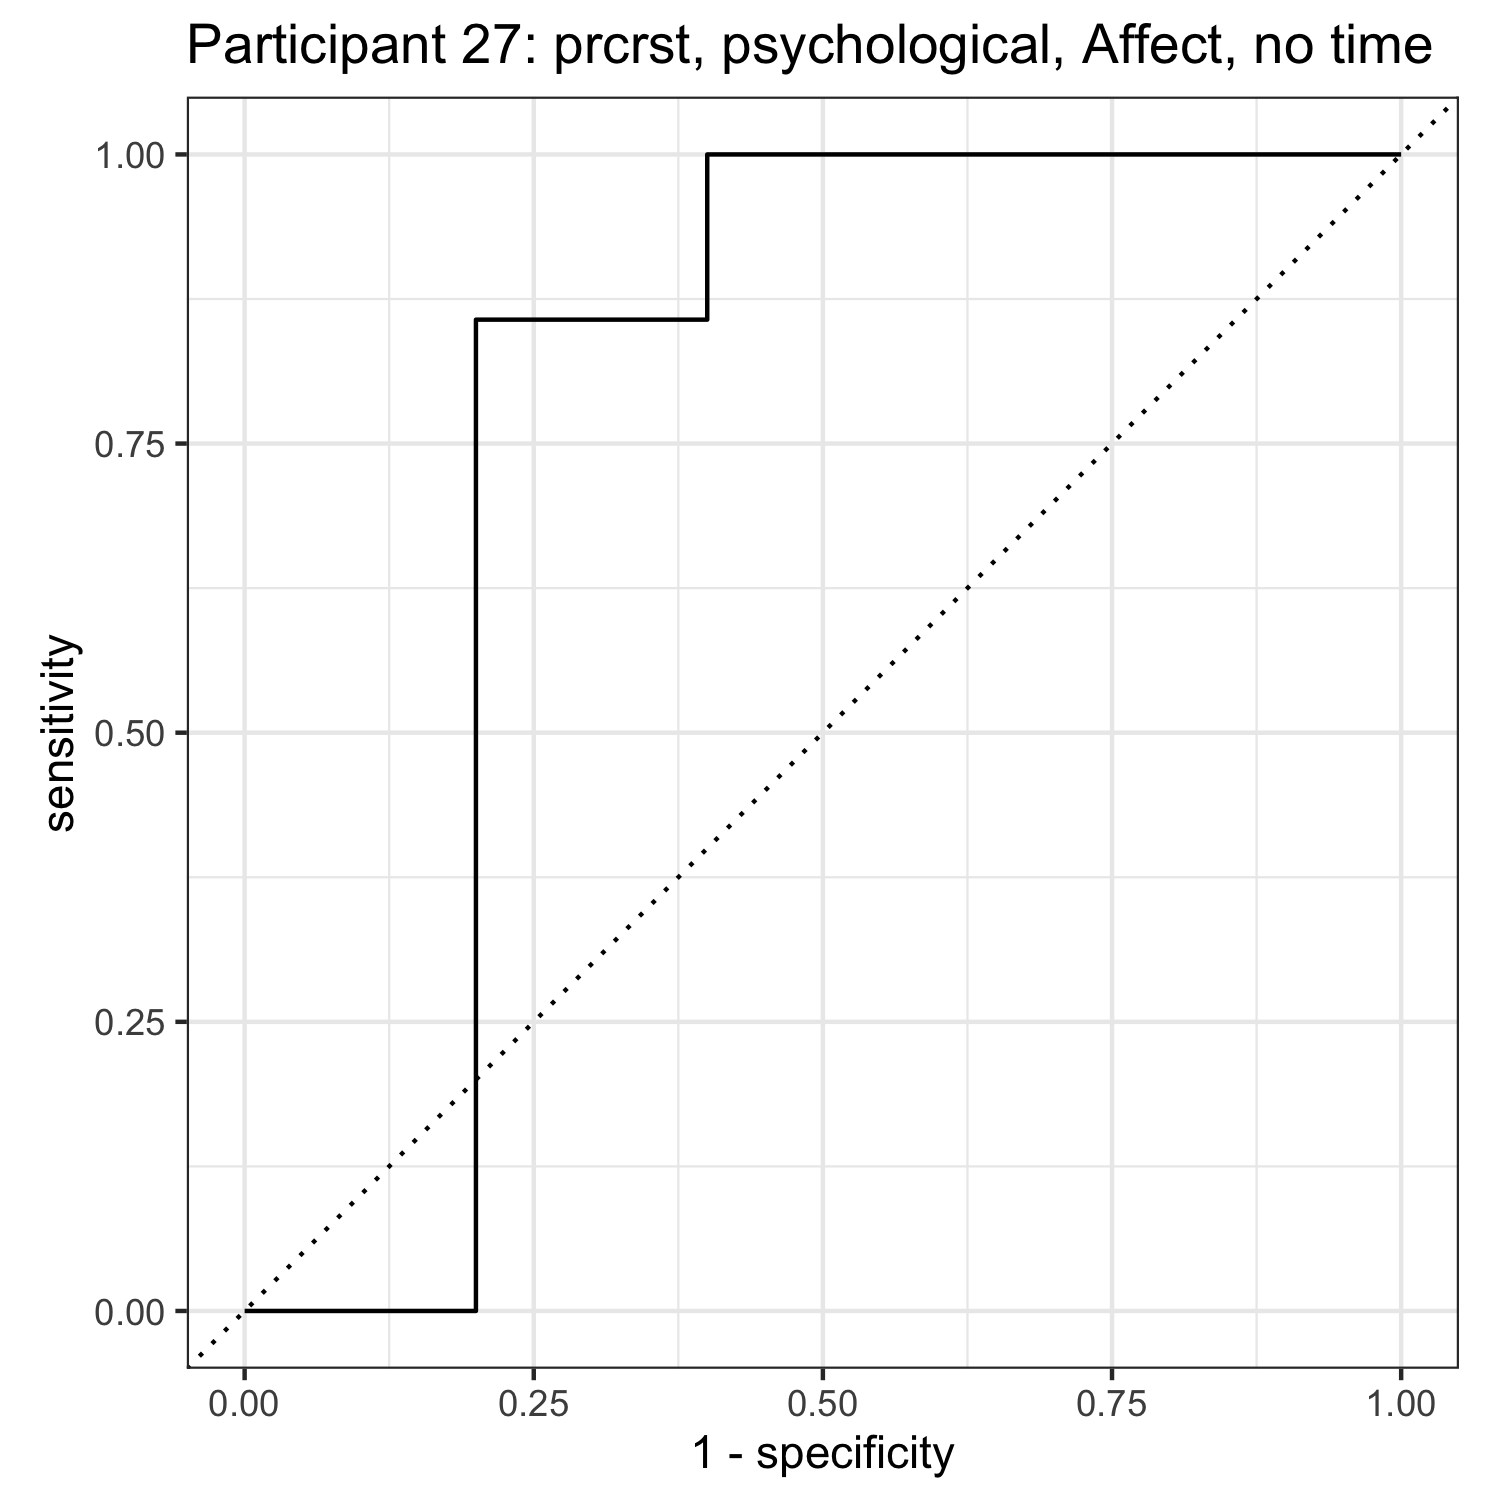 Participant 27: prcrst, psychological, Affect, no time
sensitivity
1.00
0.75
0.50
0.25
0.00
0.00 0.25 0.50 0.75 1.00
1 - specificity